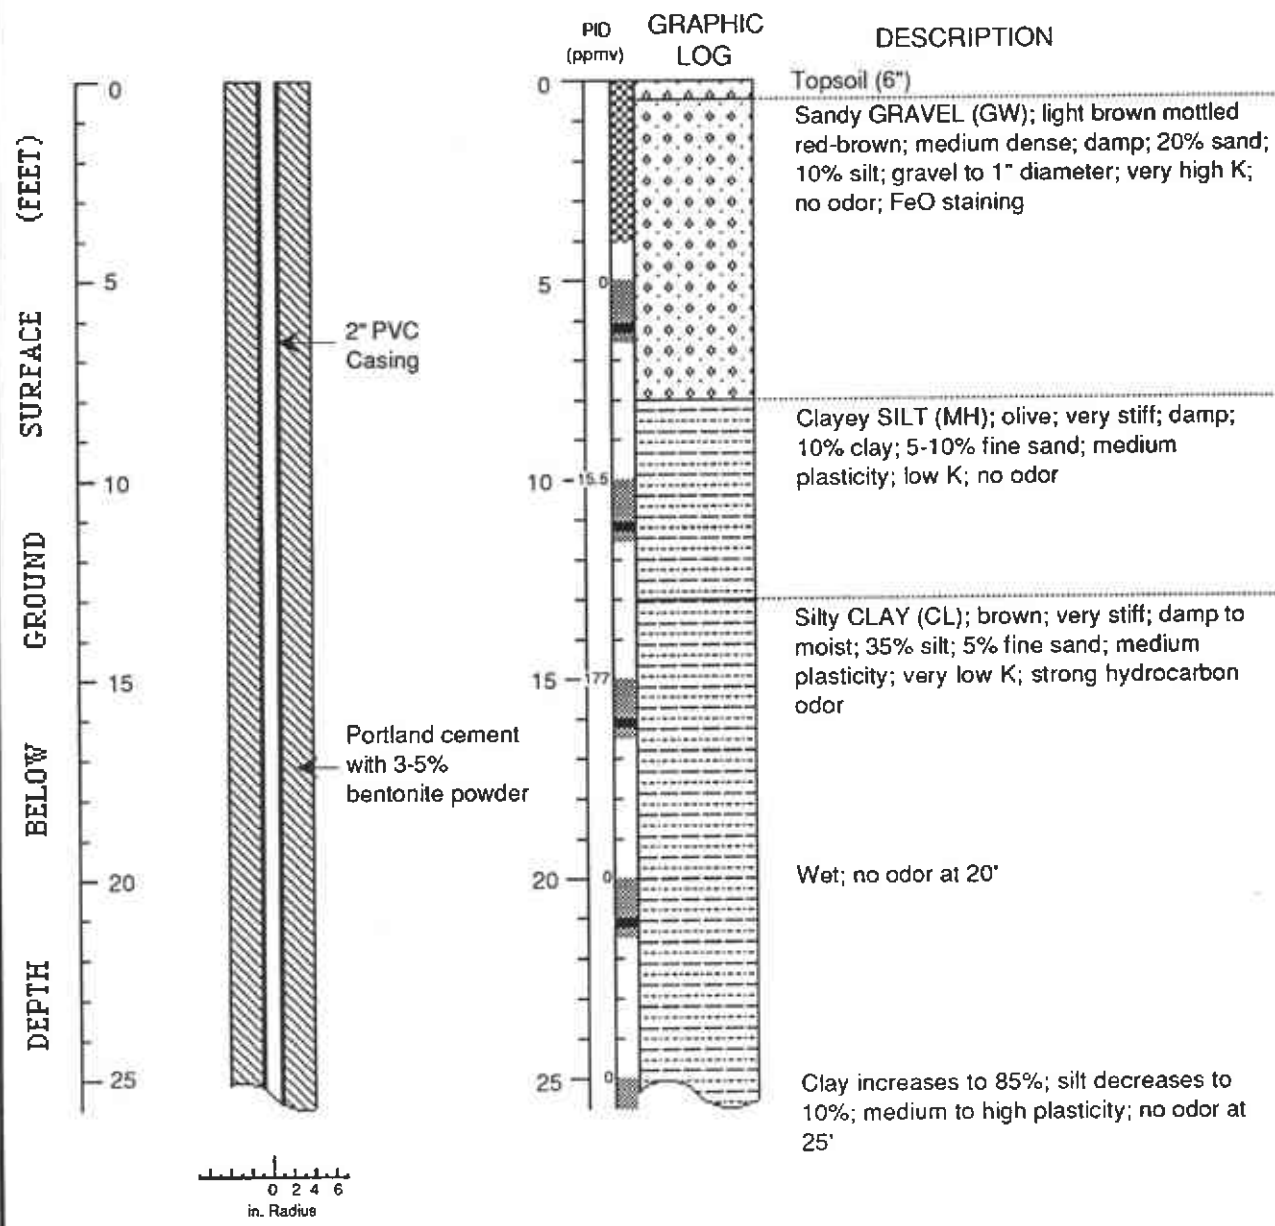 PID
(ppmv)
GRAPHIC
LOG
DESCRIPTION
DEPTH BELOW GROUND SURFACE (FEET)
0
5
10
15
20
25
2" PVC
Casing
Portland cement
with 3-5%
bentonite powder
0
5
10
15
20
25
0
15.5
177
0
0
Topsoil (6")
Sandy GRAVEL (GW); light brown mottled
red-brown; medium dense; damp; 20% sand;
10% silt; gravel to 1" diameter; very high K;
no odor; FeO staining
Clayey SILT (MH); olive; very stiff; damp;
10% clay; 5-10% fine sand; medium
plasticity; low K; no odor
Silty CLAY (CL); brown; very stiff; damp to
moist; 35% silt; 5% fine sand; medium
plasticity; very low K; strong hydrocarbon
odor
Wet; no odor at 20'
Clay increases to 85%; silt decreases to
10%; medium to high plasticity; no odor at
25'
0 2 4 6
in. Radius